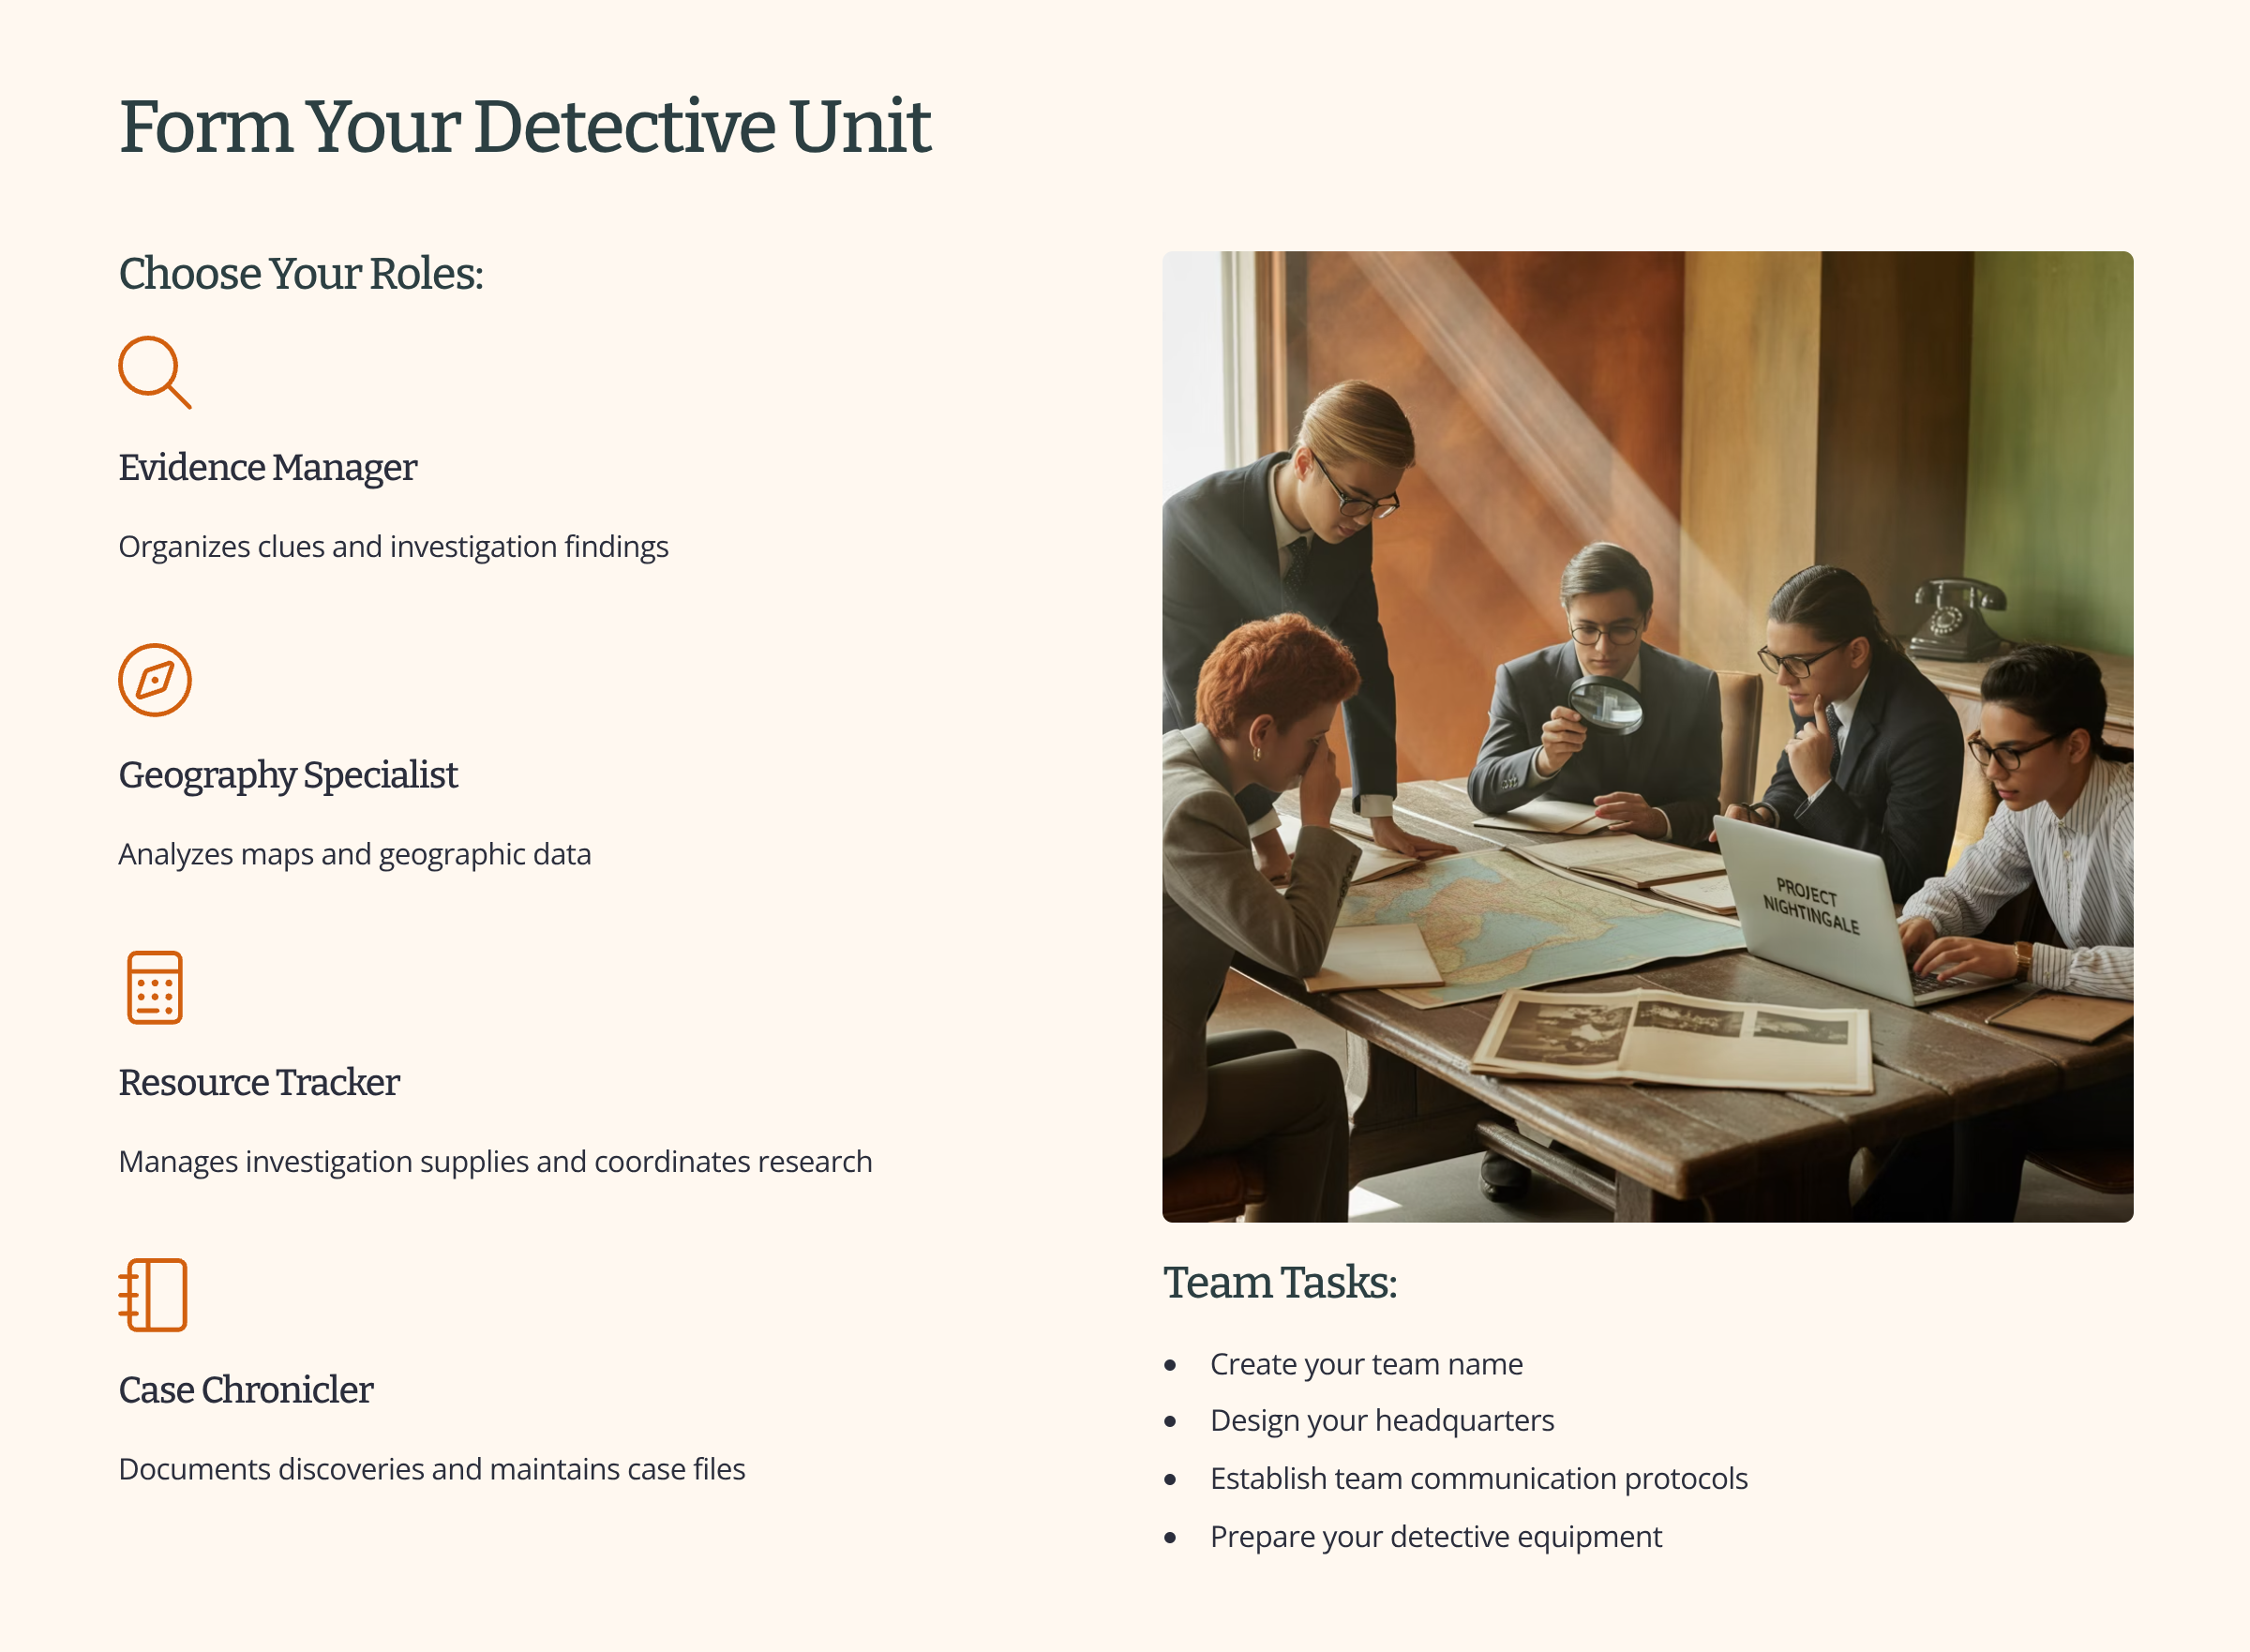 Form Your Detective Unit
Choose Your Roles:
Evidence Manager
Organizes clues and investigation findings
Geography Specialist
Analyzes maps and geographic data
Resource Tracker
Manages investigation supplies and coordinates research
Case Chronicler
Documents discoveries and maintains case files
PROJECT
NIGHTINGALE
Team Tasks:
Create your team name
Design your headquarters
Establish team communication protocols
Prepare your detective equipment